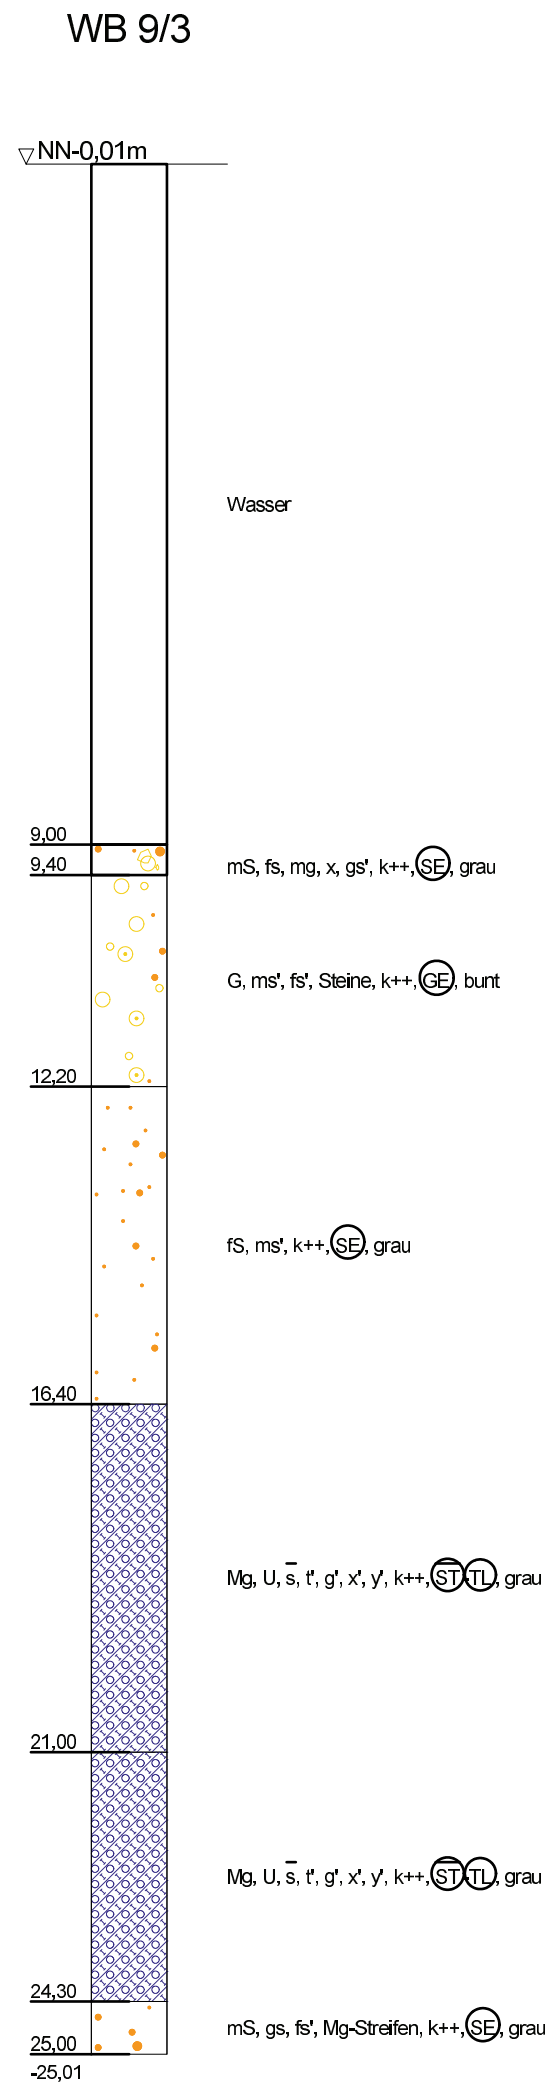 WB 9/3
NN-0,01m
Wasser
9,00
mS, fs, mg, x, gs', k++, SE, grau
9,40
G, ms', fs', Steine, k++, GE, bunt
12,20
fS, ms', k++, SE, grau
16,40
Mg, U, s̅, t', g', x', y', k++, S̅T̅-TL, grau
21,00
Mg, U, s̅, t', g', x', y', k++, S̅T̅-TL, grau
24,30
mS, gs, fs', Mg-Streifen, k++, SE, grau
25,00
-25,01